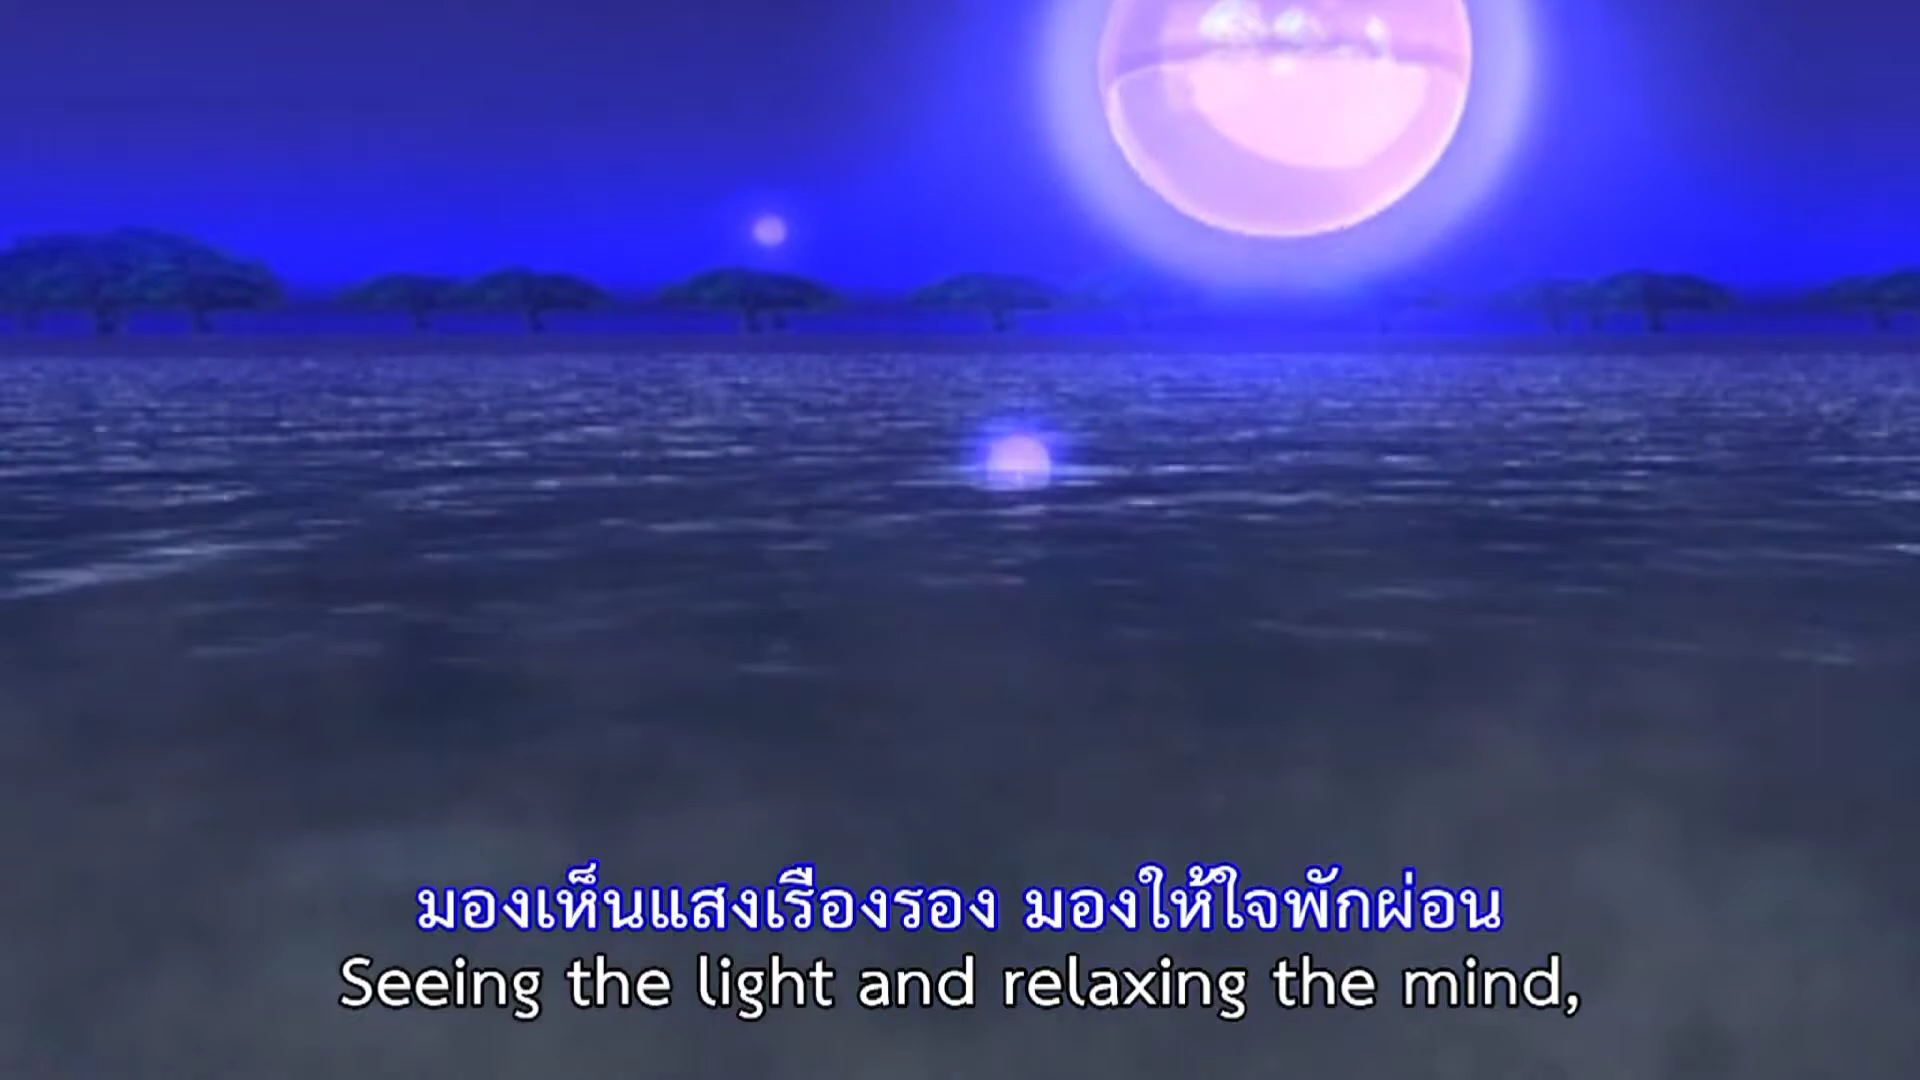 มองเห็นแสงเรืองรอง มองให้ใจพักผ่อน
Seeing the light and relaxing the mind,